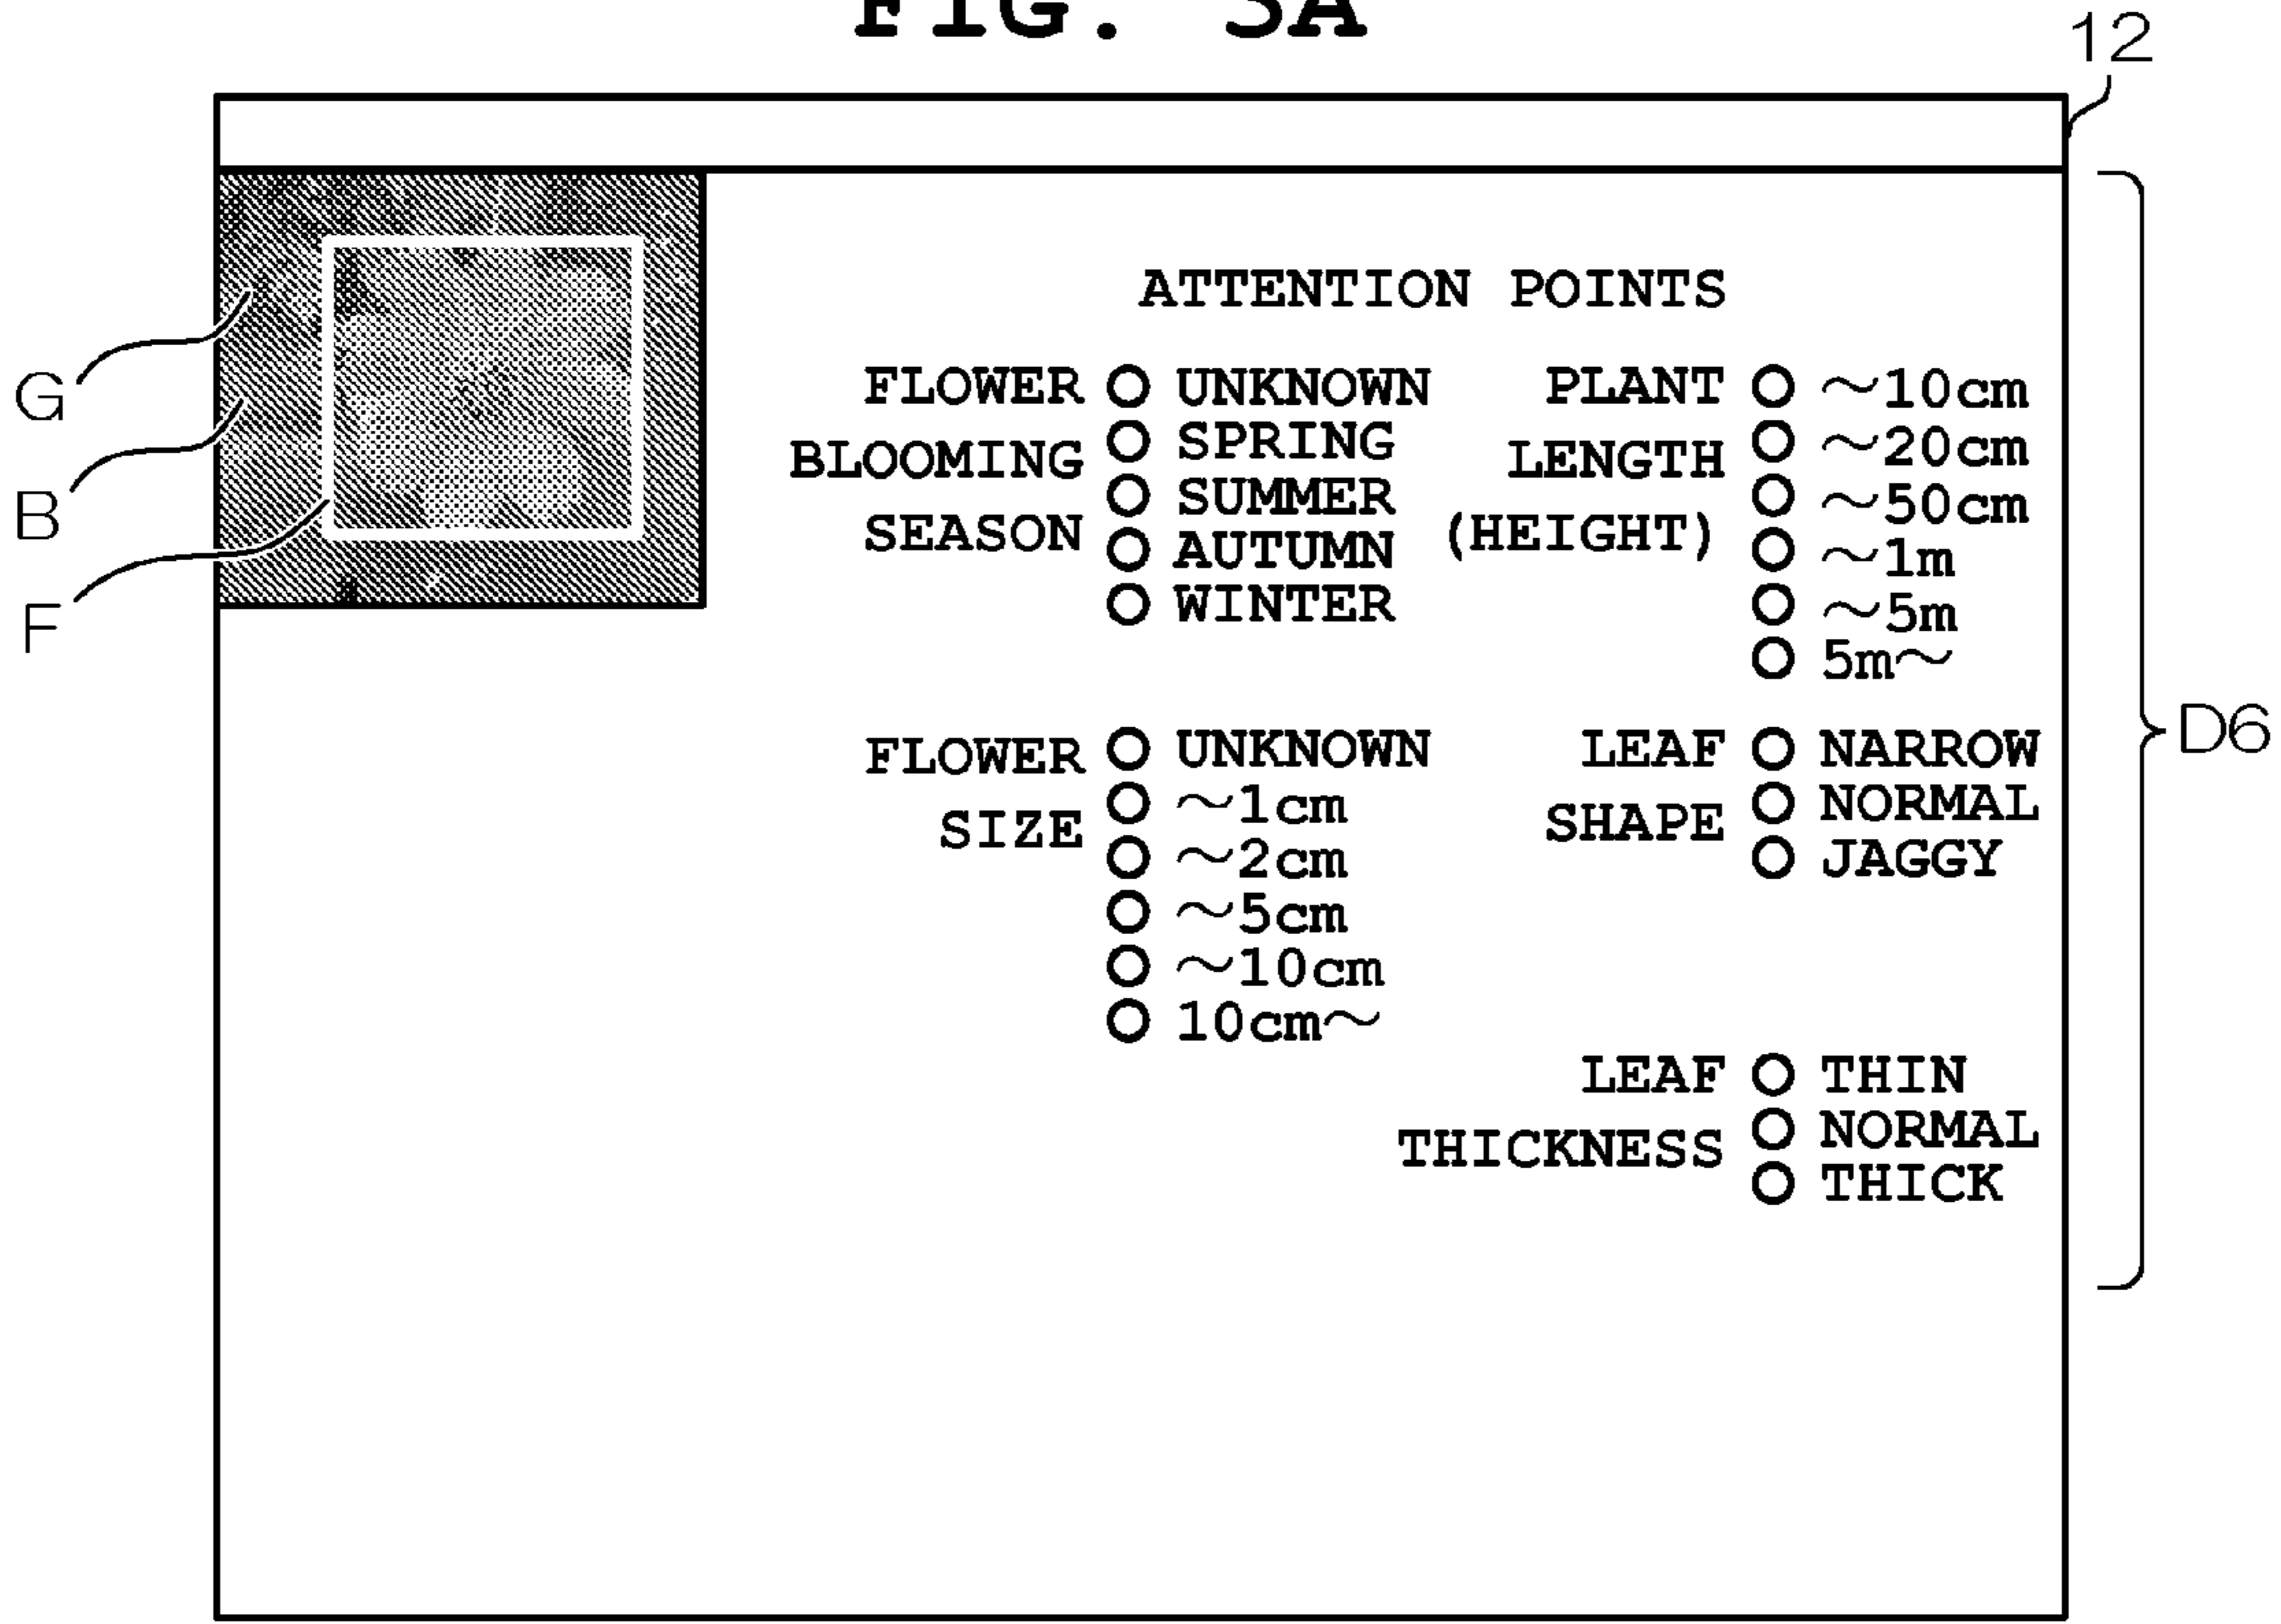 FIG. 3A
12
G
B
F
D6
ATTENTION POINTS
FLOWER
BLOOMING
SEASON
○ UNKNOWN
○ SPRING
○ SUMMER
○ AUTUMN
○ WINTER
PLANT
LENGTH
(HEIGHT)
○ ~10cm
○ ~20cm
○ ~50cm
○ ~1m
○ ~5m
○ 5m~
FLOWER
SIZE
○ UNKNOWN
○ ~1cm
○ ~2cm
○ ~5cm
○ ~10cm
○ 10cm~
LEAF
SHAPE
○ NARROW
○ NORMAL
○ JAGGY
LEAF
THICKNESS
○ THIN
○ NORMAL
○ THICK